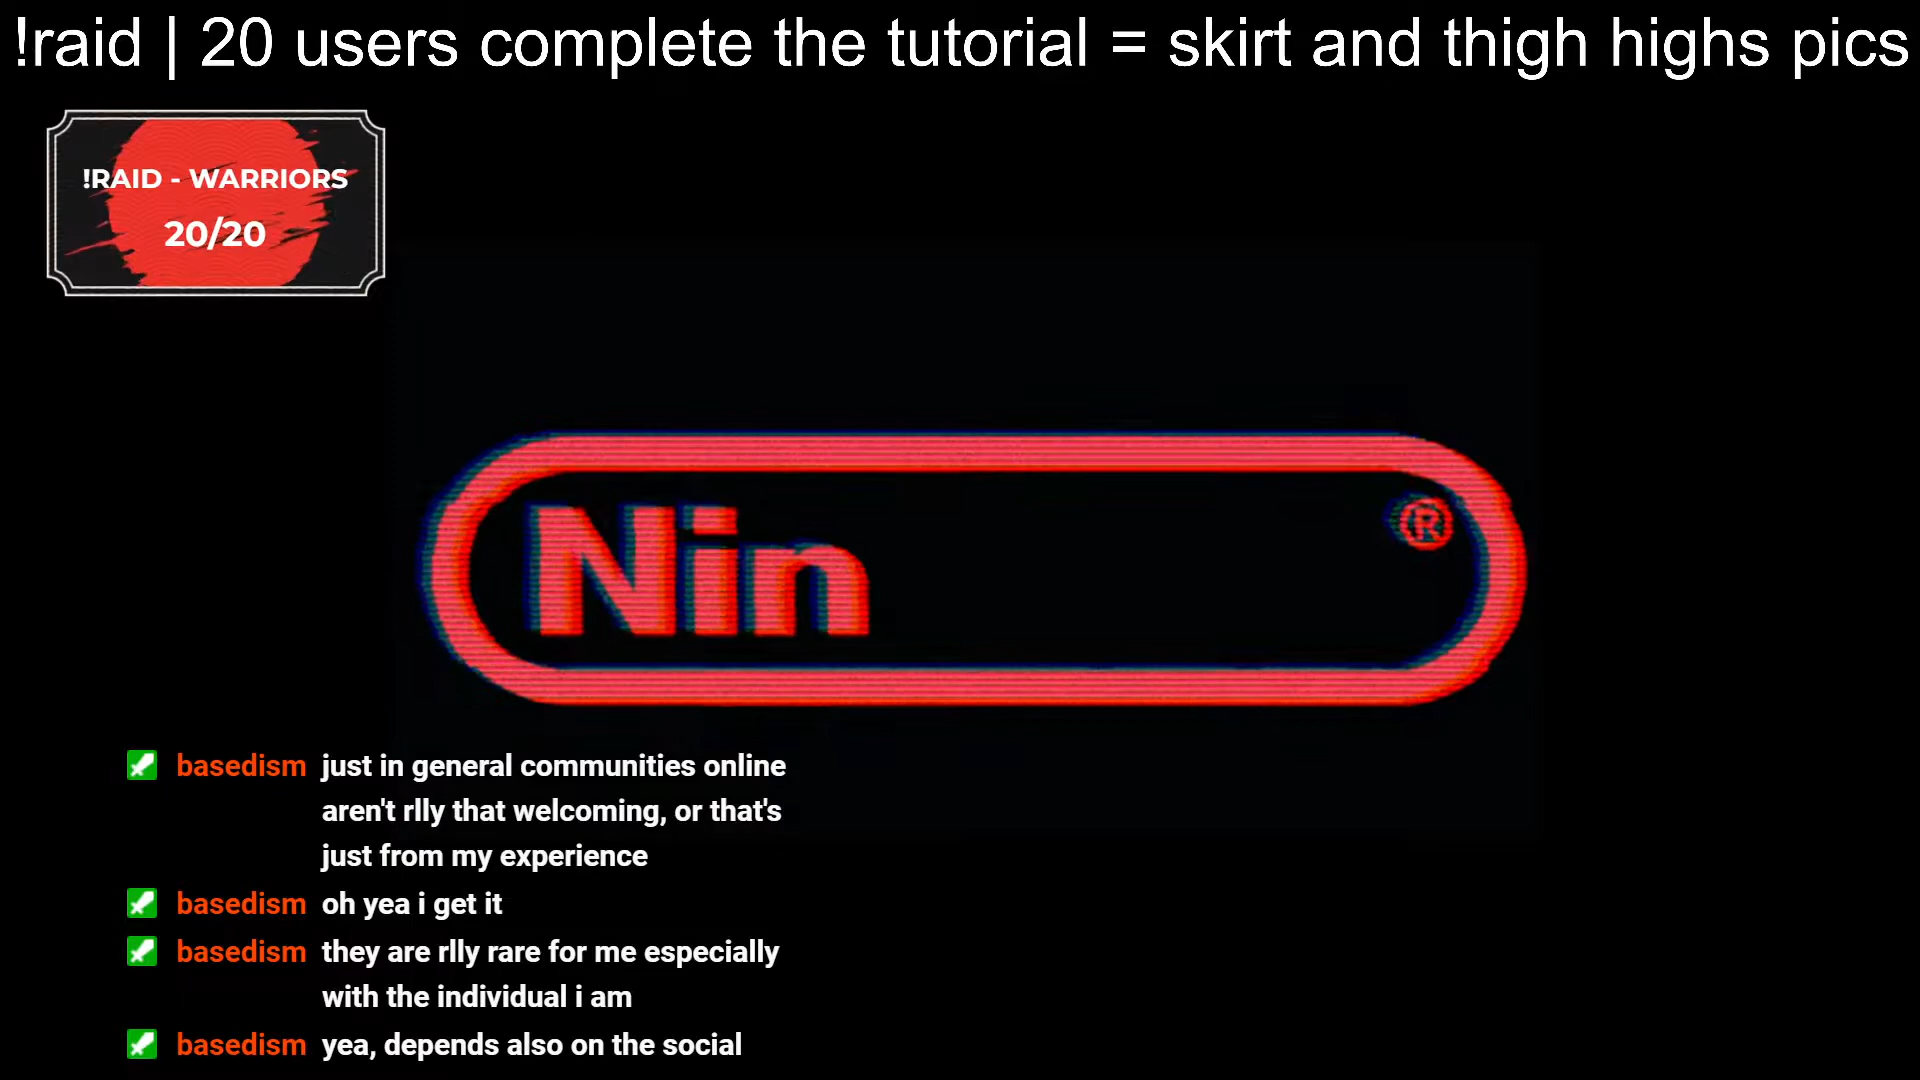 !raid | 20 users complete the tutorial = skirt and thigh highs pics
!RAID - WARRIORS
20/20
Nin
®
basedism just in general communities online
aren't rlly that welcoming, or that's
just from my experience
basedism oh yea i get it
basedism they are rlly rare for me especially
with the individual i am
basedism yea, depends also on the social